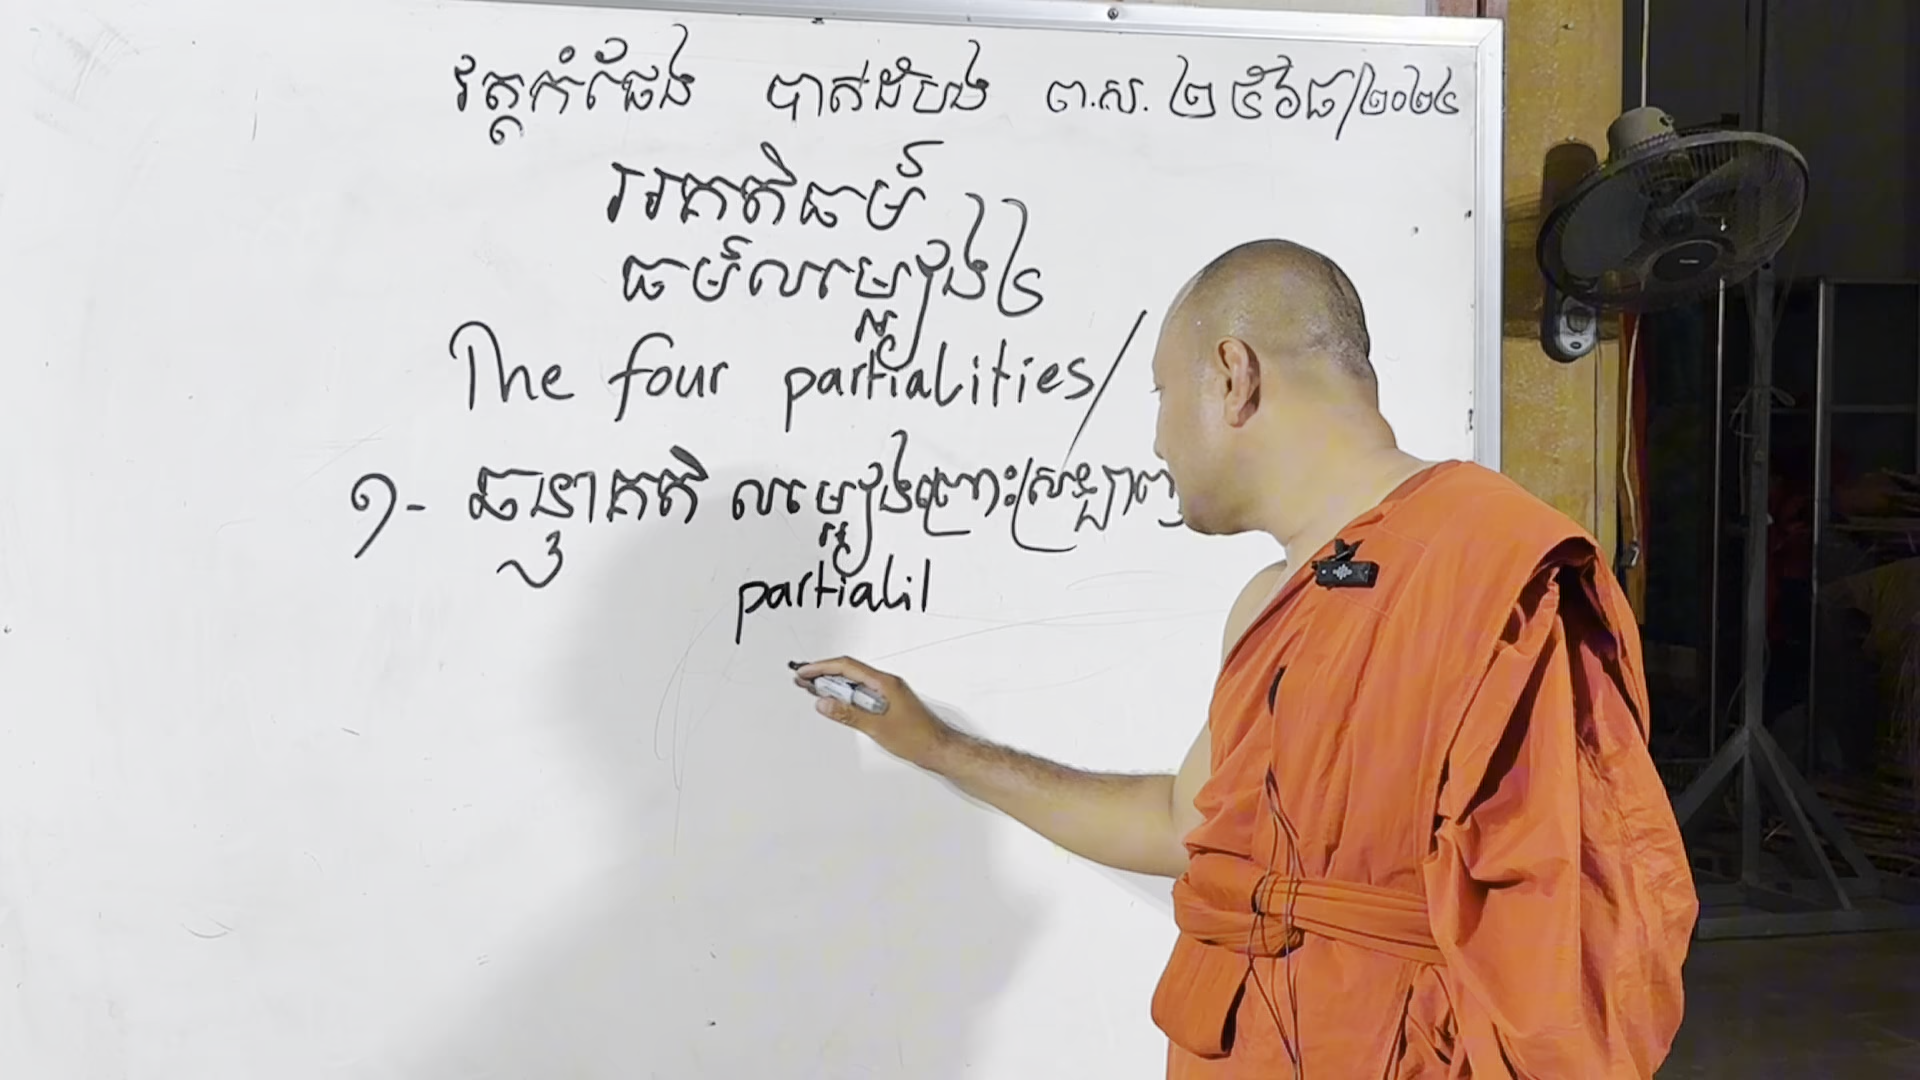 វត្តកំផែង បាត់ដំបង ព.ស. ២៥៦៨/២០២៤
អគតិធម៌
ធម៌លម្អៀង៤
The four partialities/
១- ឆន្ទាគតិ លម្អៀងព្រោះស្រឡាញ់
partialil